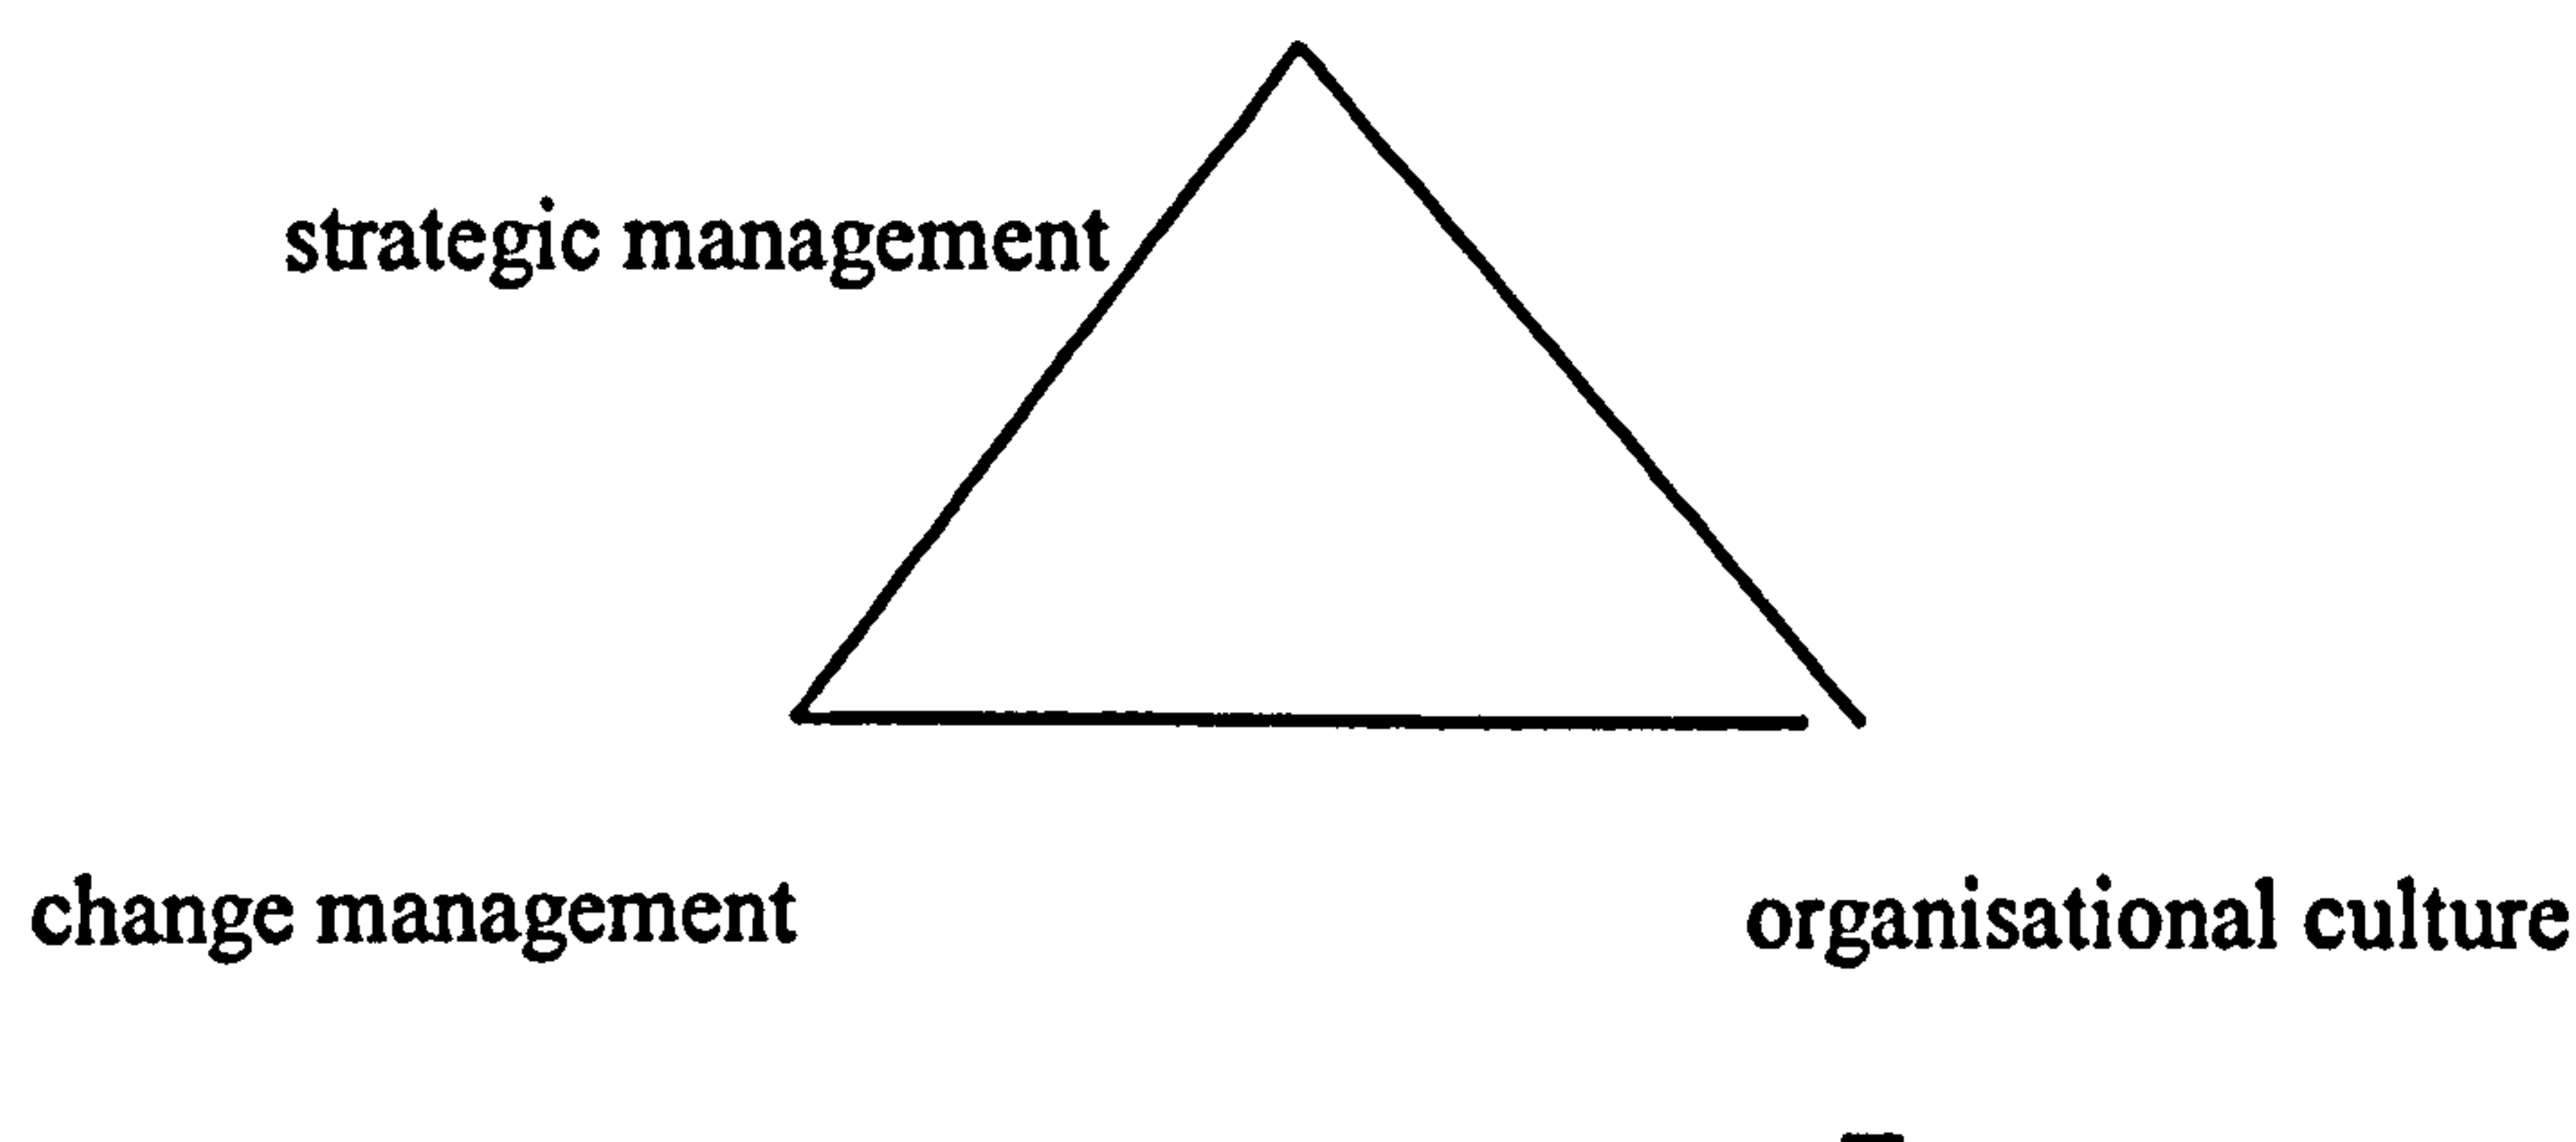 strategic management
change management
organisational culture